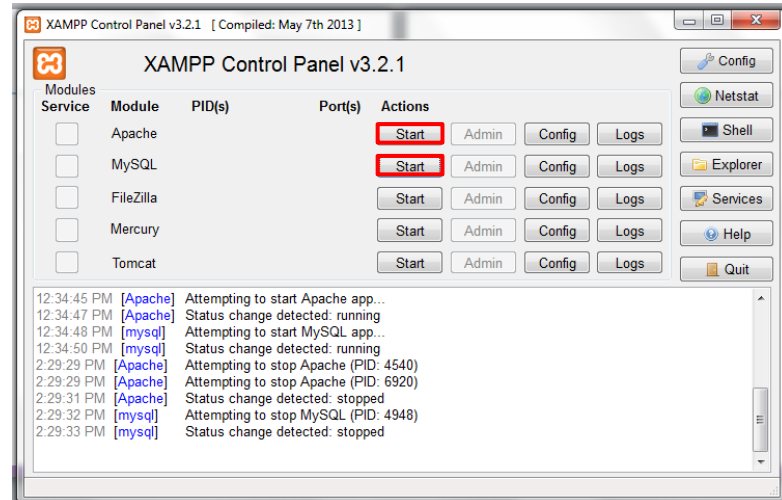 XAMPP Control Panel v3.2.1 [ Compiled: May 7th 2013 ]
XAMPP Control Panel v3.2.1
Config
Modules
Netstat
Service Module PID(s) Port(s) Actions
Apache Start Admin Config Logs
Shell
MySQL Start Admin Config Logs
Explorer
FileZilla Start Admin Config Logs
Services
Mercury Start Admin Config Logs
Help
Tomcat Start Admin Config Logs
Quit
12:34:45 PM [Apache] Attempting to start Apache app...
12:34:47 PM [Apache] Status change detected: running
12:34:48 PM [mysql] Attempting to start MySQL app...
12:34:50 PM [mysql] Status change detected: running
2:29:29 PM [Apache] Attempting to stop Apache (PID: 4540)
2:29:29 PM [Apache] Attempting to stop Apache (PID: 6920)
2:29:31 PM [Apache] Status change detected: stopped
2:29:32 PM [mysql] Attempting to stop MySQL (PID: 4948)
2:29:33 PM [mysql] Status change detected: stopped